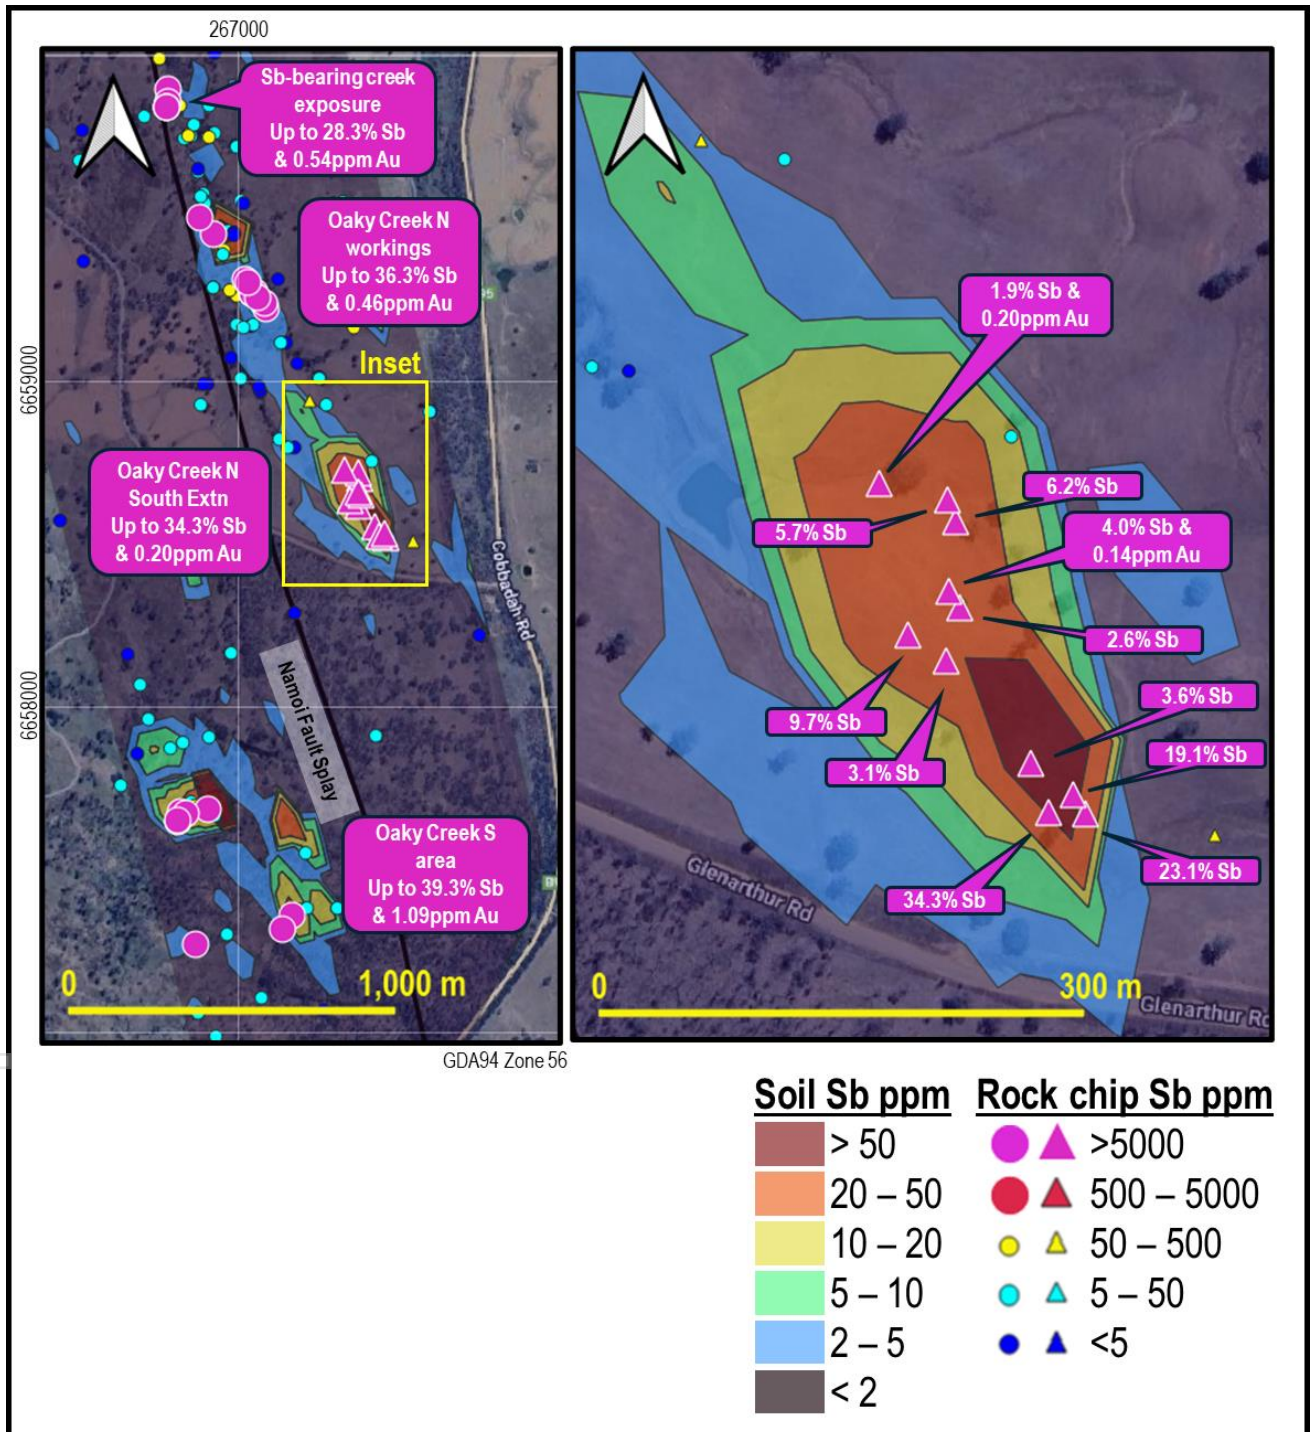 267000
6659000
6658000
Sb-bearing creek
exposure
Up to 28.3% Sb
& 0.54ppm Au
Oaky Creek N
workings
Up to 36.3% Sb
& 0.46ppm Au
Inset
Oaky Creek N
South Extn
Up to 34.3% Sb
& 0.20ppm Au
Cobbadah Rd
Namoi Fault Splay
Oaky Creek S
area
Up to 39.3% Sb
& 1.09ppm Au
0
1,000 m
GDA94 Zone 56
1.9% Sb &
0.20ppm Au
6.2% Sb
5.7% Sb
4.0% Sb &
0.14ppm Au
2.6% Sb
9.7% Sb
3.6% Sb
3.1% Sb
19.1% Sb
23.1% Sb
34.3% Sb
Glenarthur Rd
0
300 m
Glenarthur Rd
Soil Sb ppm
> 50
20 – 50
10 – 20
5 – 10
2 – 5
< 2
Rock chip Sb ppm
>5000
500 – 5000
50 – 500
5 – 50
<5